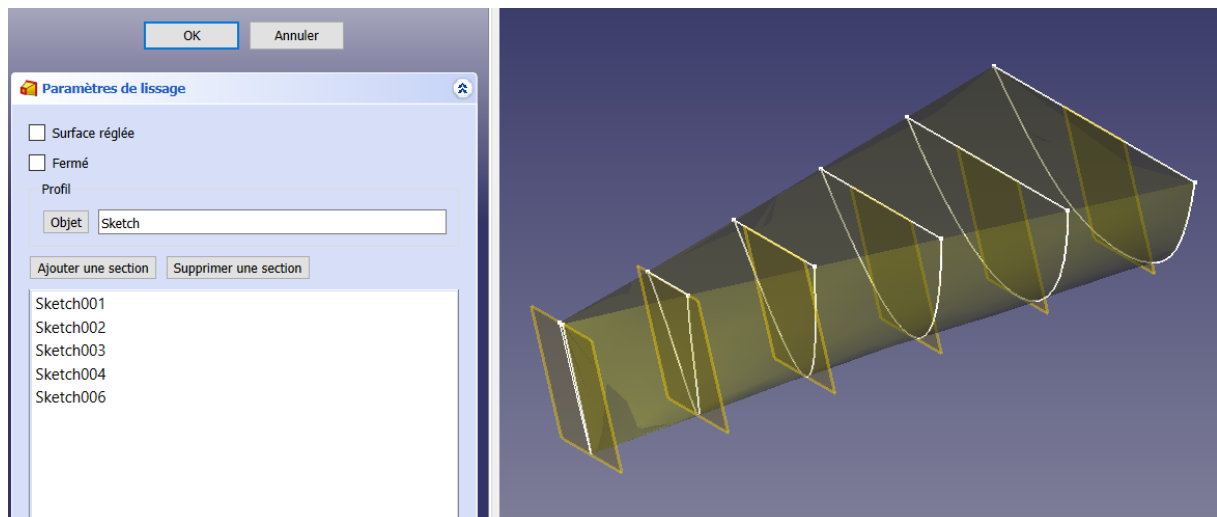 OK Annuler
Paramètres de lissage
Surface réglée
Fermé
Profil
Objet Sketch
Ajouter une section Supprimer une section
Sketch001
Sketch002
Sketch003
Sketch004
Sketch006